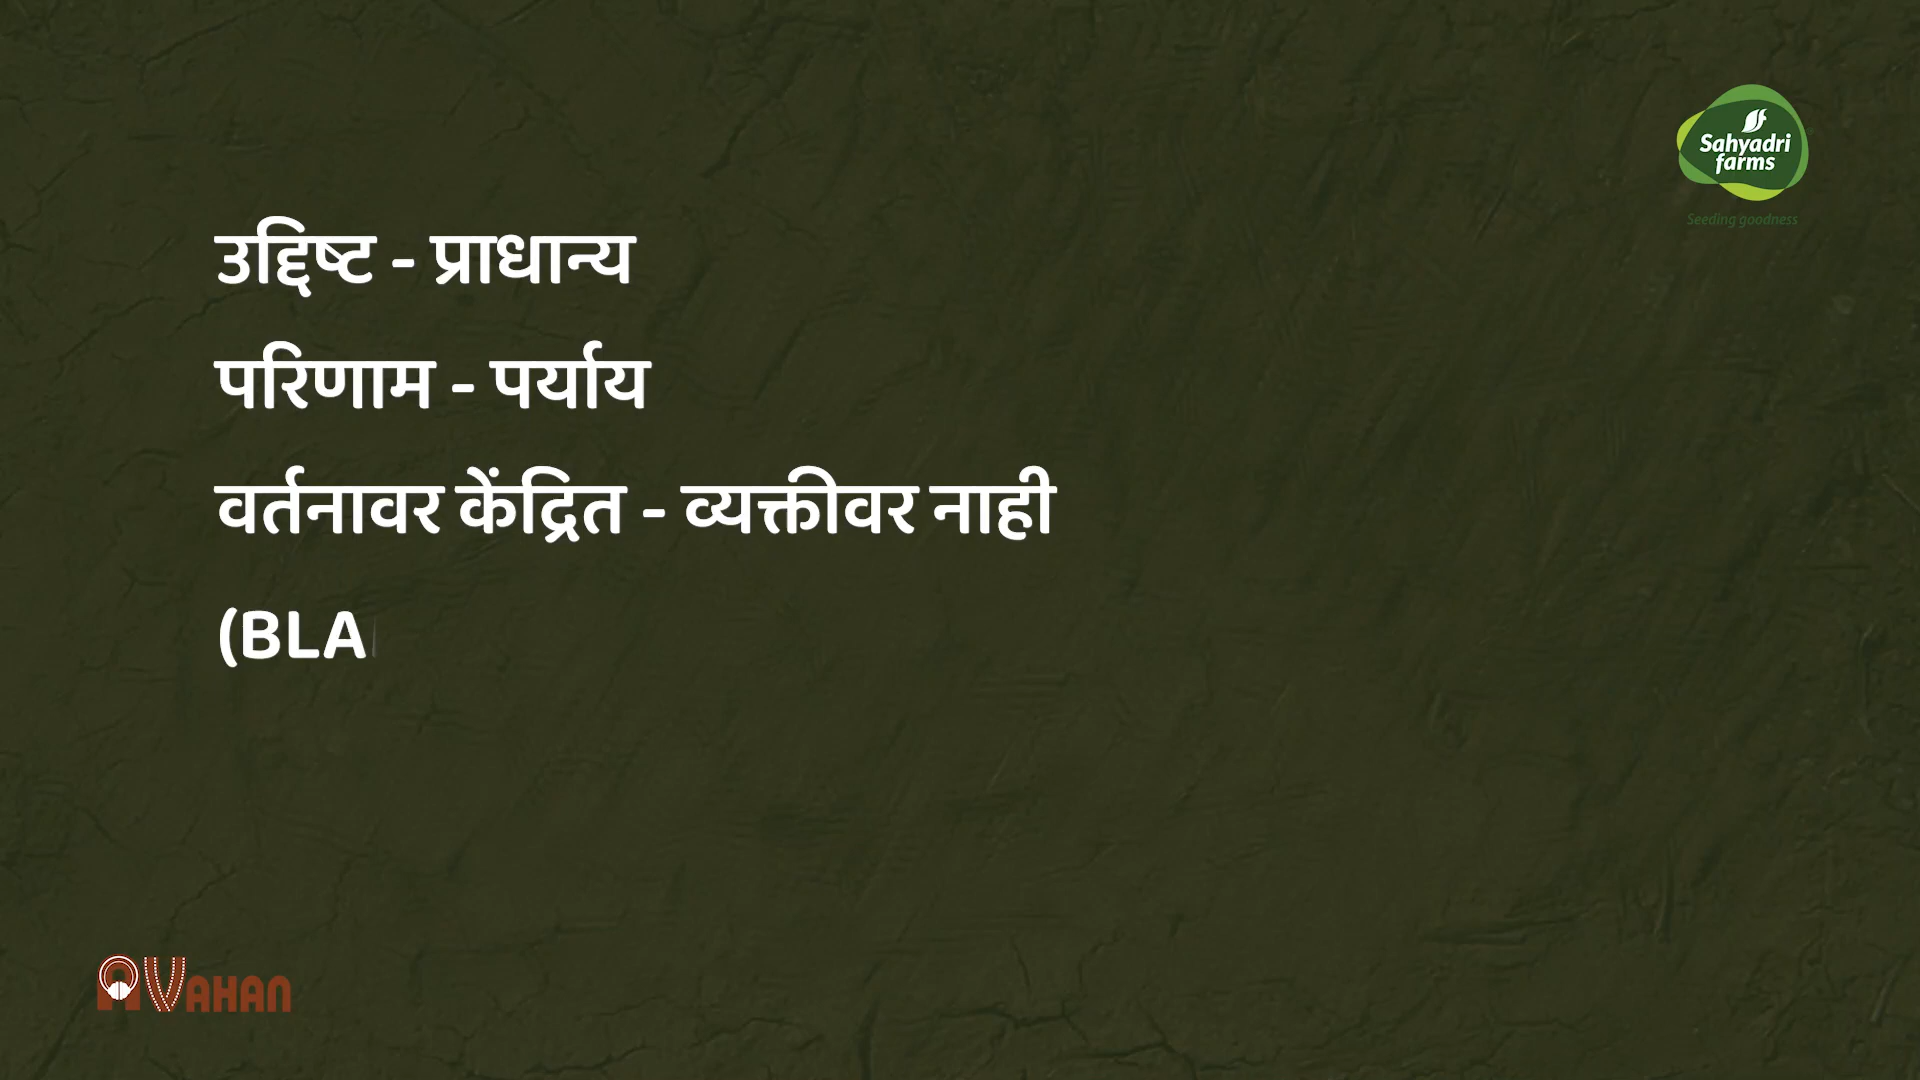 Sahyadri
farms
Seeding goodness
उद्दिष्ट - प्राधान्य
परिणाम - पर्याय
वर्तनावर केंद्रित - व्यक्तीवर नाही
(BLA
AVAHAN